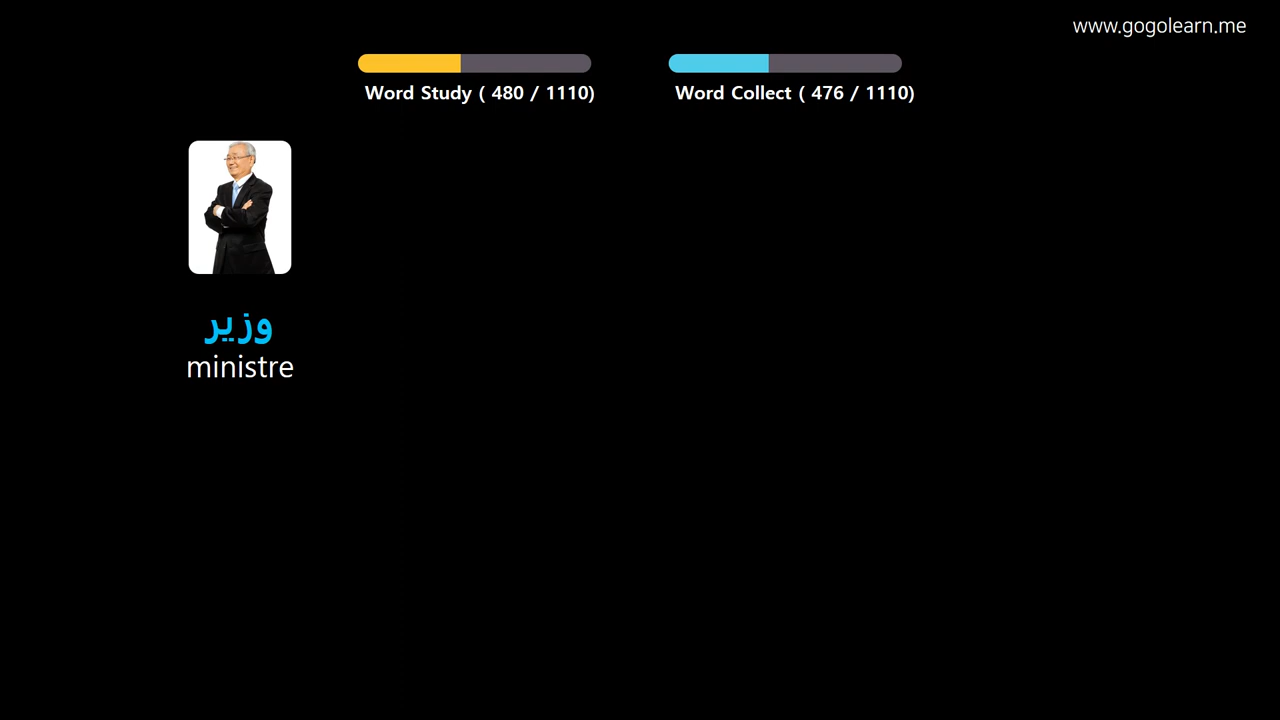 www.gogolearn.me
Word Study ( 480 / 1110)
Word Collect ( 476 / 1110)
وزير
ministre